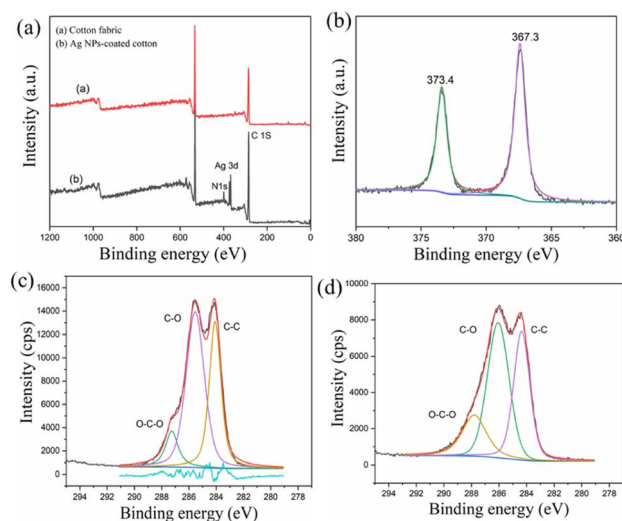 (a)
(a) Cotton fabric
(b) Ag NPs-coated cotton
(a)
(b)
C 1S
Ag 3d
N1s
Intensity (a.u.)
1200 1000 800 600 400 200 0
Binding energy (eV)
(b)
367.3
373.4
Intensity (a.u.)
380 375 370 365 360
Binding energy (eV)
(c)
16000
14000
12000
10000
8000
6000
4000
2000
0
C-O
C-C
O-C-O
Intensity (cps)
294 292 290 288 286 284 282 280 278
Binding energy (eV)
(d)
10000
8000
6000
4000
2000
0
C-O
C-C
O-C-O
Intensity (cps)
294 292 290 288 286 284 282 280 278
Binding energy (eV)